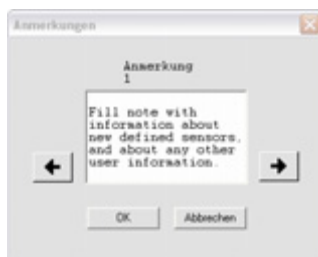 Anmerkungen
Anmerkung
1
Fill note with
information about
new defined sensors,
and about any other
user information.
OK
Abbrechen